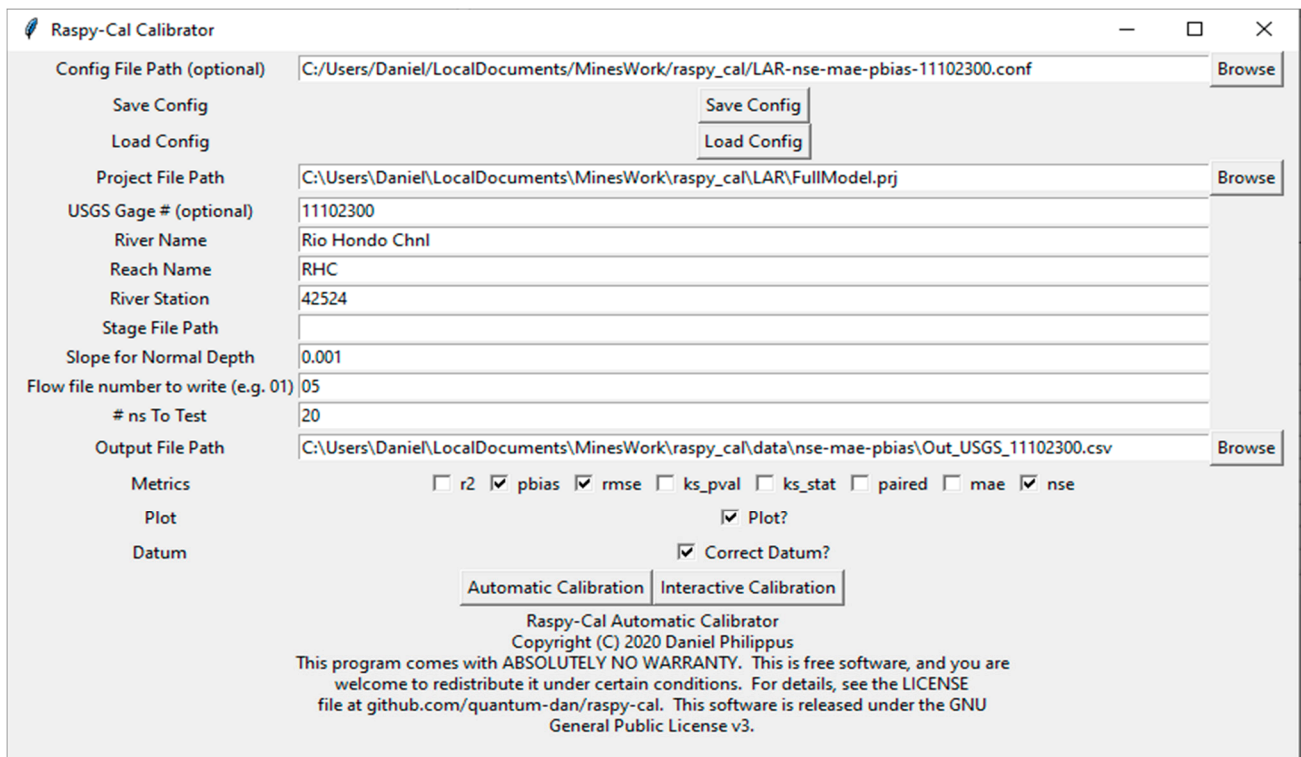 Raspy-Cal Calibrator
Config File Path (optional) C:/Users/Daniel/LocalDocuments/MinesWork/raspy_cal/LAR-nse-mae-pbias-11102300.conf Browse
Save Config Save Config
Load Config Load Config
Project File Path C:\Users\Daniel\LocalDocuments\MinesWork\raspy_cal\LAR\FullModel.prj Browse
USGS Gage # (optional) 11102300
River Name Rio Hondo Chnl
Reach Name RHC
River Station 42524
Stage File Path
Slope for Normal Depth 0.001
Flow file number to write (e.g. 01) 05
# ns To Test 20
Output File Path C:\Users\Daniel\LocalDocuments\MinesWork\raspy_cal\data\nse-mae-pbias\Out_USGS_11102300.csv Browse
Metrics r2 pbias rmse ks_pval ks_stat paired mae nse
Plot Plot?
Datum Correct Datum?
Automatic Calibration Interactive Calibration
Raspy-Cal Automatic Calibrator
Copyright (C) 2020 Daniel Philippus
This program comes with ABSOLUTELY NO WARRANTY. This is free software, and you are
welcome to redistribute it under certain conditions. For details, see the LICENSE
file at github.com/quantum-dan/raspy-cal. This software is released under the GNU
General Public License v3.